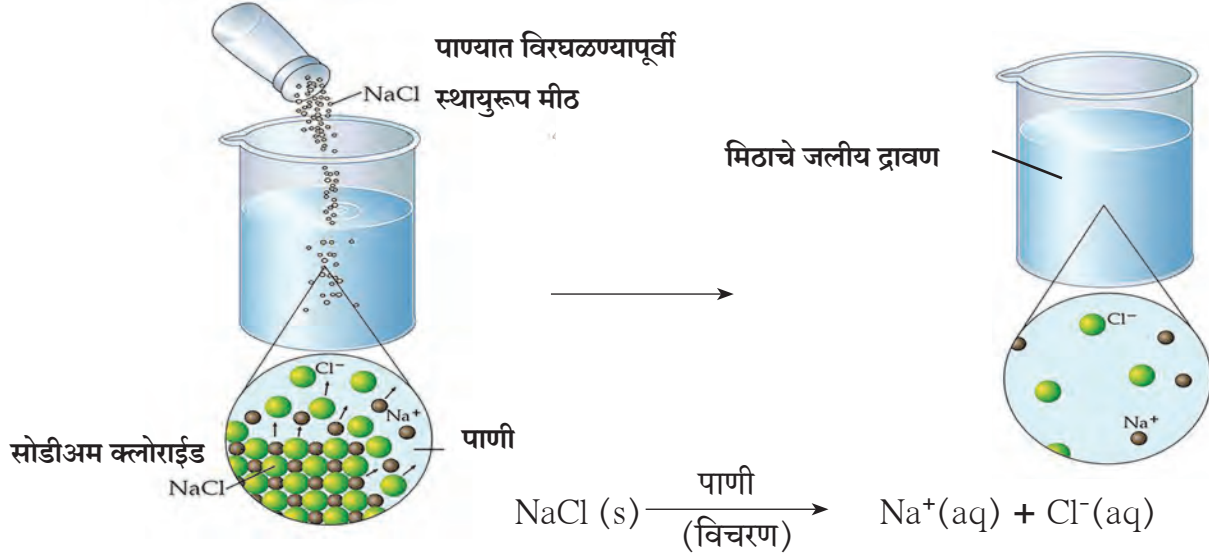 पाण्यात विरघळण्यापूर्वी
NaCl स्थायुरूप मीठ
मिठाचे जलीय द्रावण
Cl⁻
Na⁺
पाणी
सोडीअम क्लोराईड
NaCl
Cl⁻
Na⁺
NaCl (s) पाणी (विचरण) Na⁺(aq) + Cl⁻(aq)